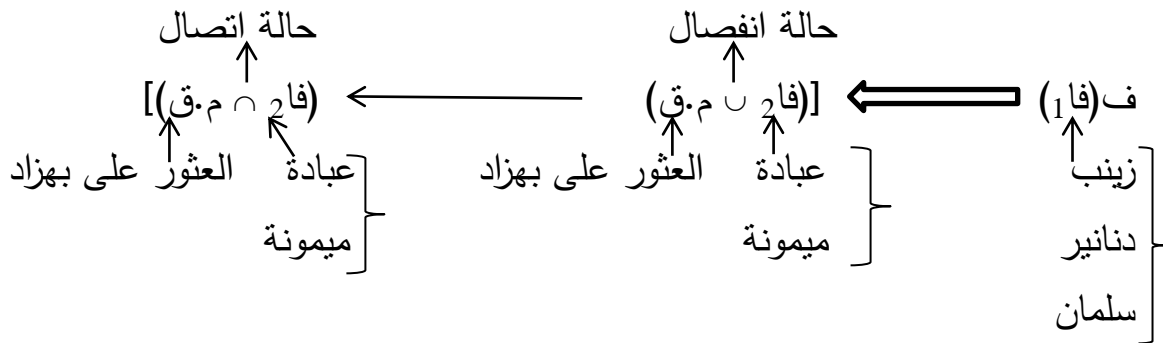 حالة انفصال حالة اتصال
ف(فا1) [(فا2 ∪ م.ق) (فا2 ∩ م.ق)]
زينب عبادة العثور على بهزاد عبادة العثور على بهزاد
دنانير ميمونة ميمونة
سلمان